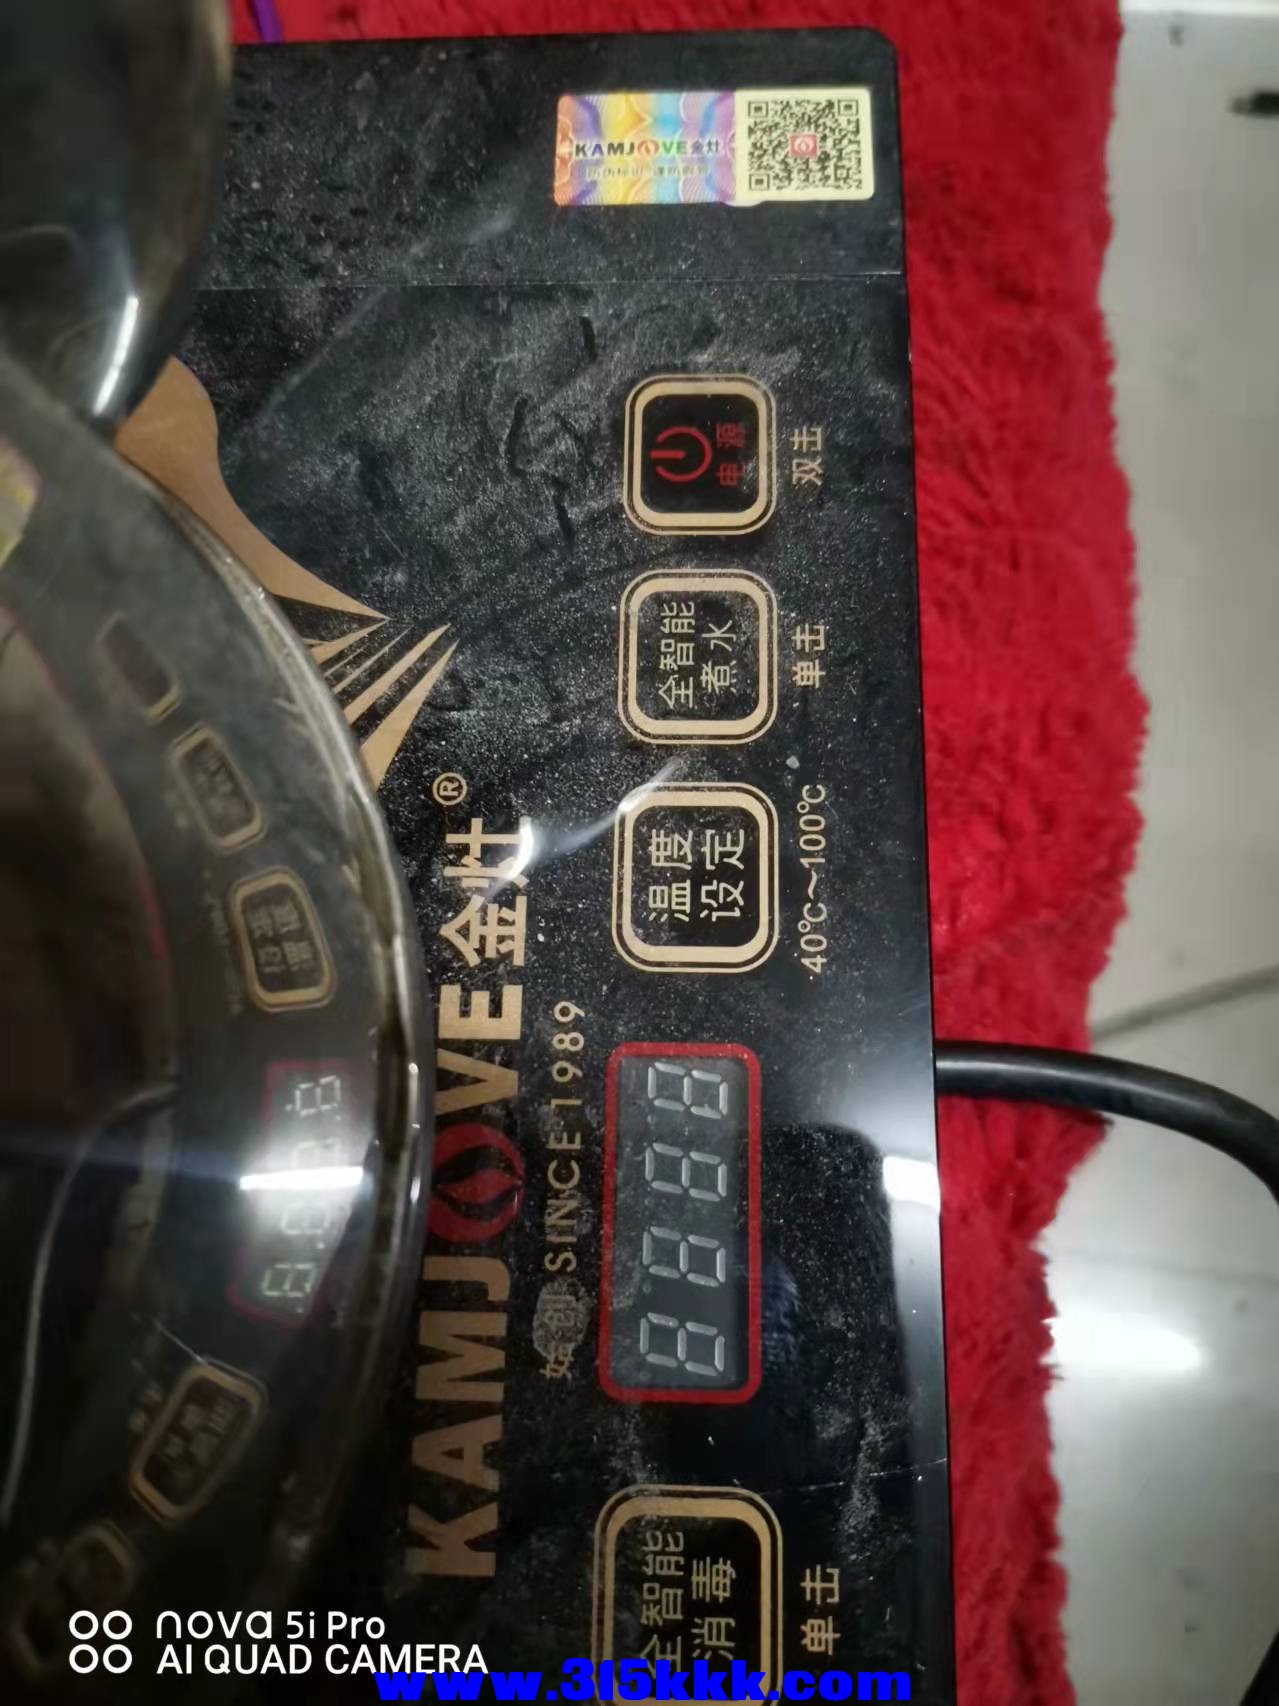 KAMJOVE金灶
电源
双击
全智能
煮水
单击
温度
设定
40℃~100℃
KAMJOVE金灶®
始创 SINCE 1989
8888
全智能
消毒
单击
nova 5i Pro
AI QUAD CAMERA
www.315kkk.com